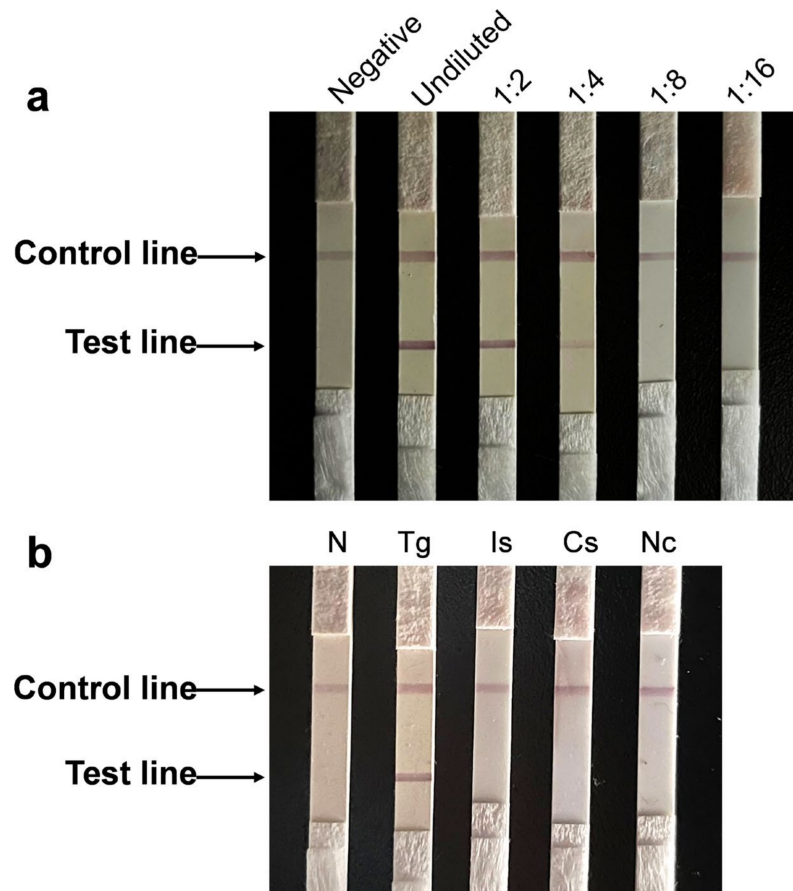 a
Negative Undiluted 1:2 1:4 1:8 1:16
Control line
Test line
b
N Tg Is Cs Nc
Control line
Test line